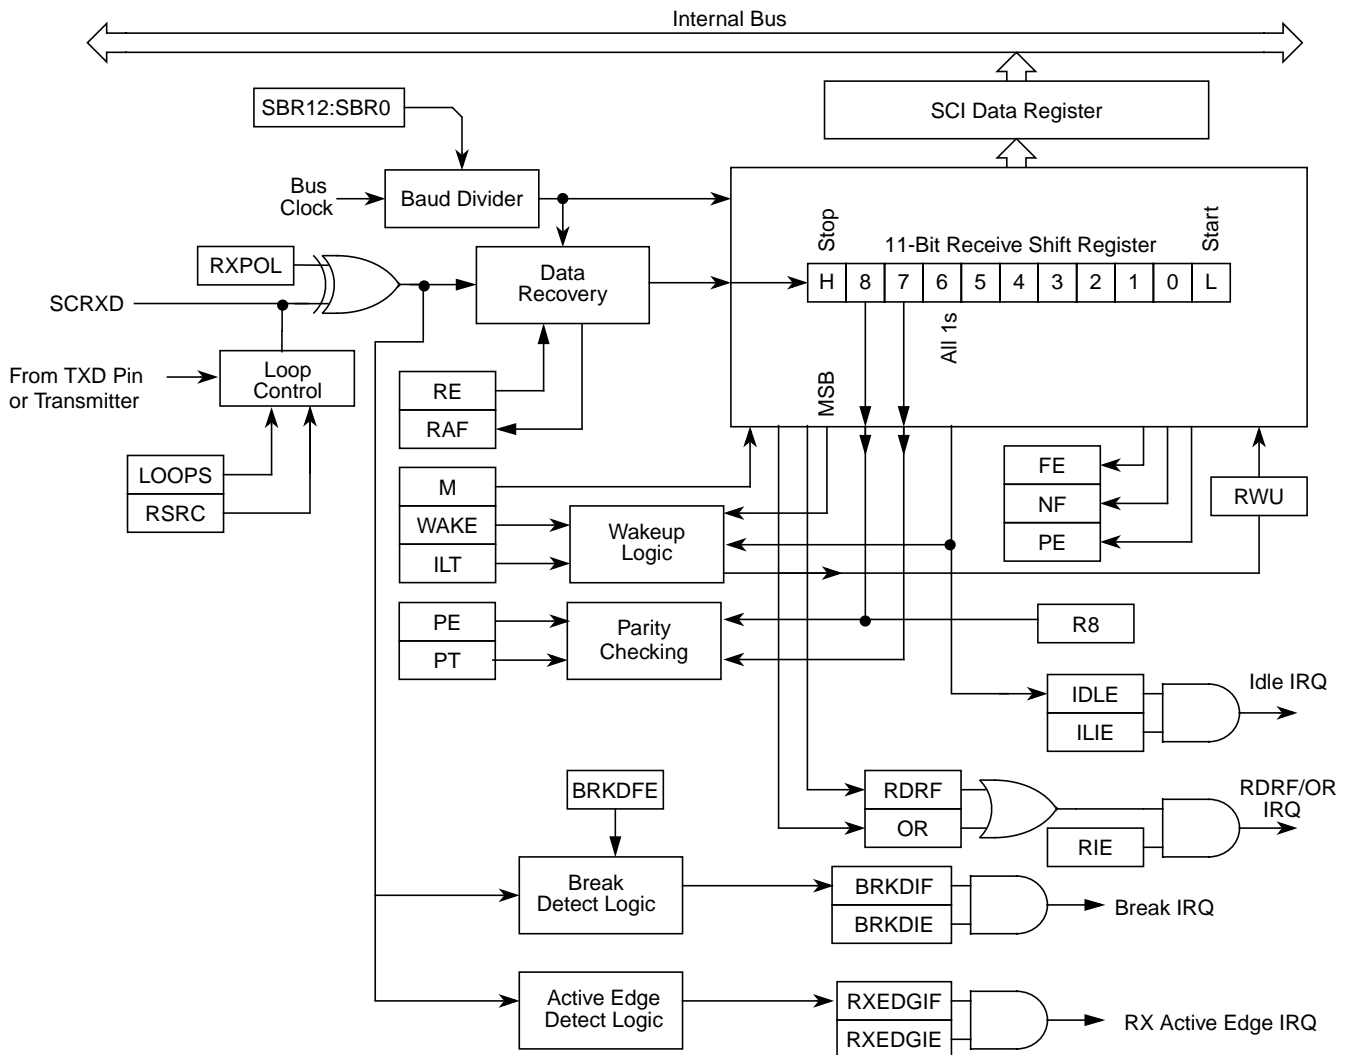 Internal Bus
SBR12:SBR0
SCI Data Register
Bus
Clock
Baud Divider
Stop
11-Bit Receive Shift Register
Start
RXPOL
Data
Recovery
H 8 7 6 5 4 3 2 1 0 L
SCRXD
All 1s
From TXD Pin
or Transmitter
Loop
Control
RE
RAF
MSB
LOOPS
RSRC
M
WAKE
ILT
Wakeup
Logic
FE
NF
PE
RWU
PE
PT
Parity
Checking
R8
IDLE
ILIE
Idle IRQ
BRKDFE
RDRF
OR
RIE
RDRF/OR
IRQ
Break
Detect Logic
BRKDIF
BRKDIE
Break IRQ
Active Edge
Detect Logic
RXEDGIF
RXEDGIE
RX Active Edge IRQ